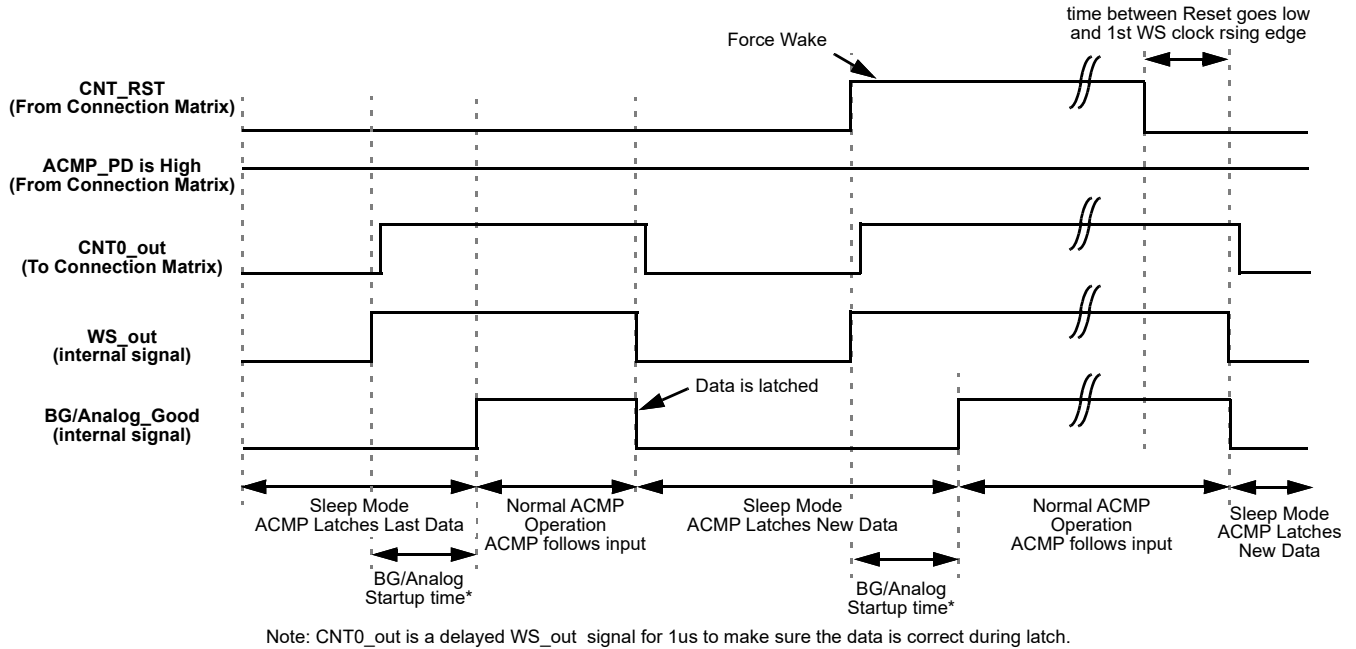 time between Reset goes low
and 1st WS clock rsing edge
Force Wake
CNT_RST
(From Connection Matrix)
ACMP_PD is High
(From Connection Matrix)
CNT0_out
(To Connection Matrix)
WS_out
(internal signal)
Data is latched
BG/Analog_Good
(internal signal)
Sleep Mode
ACMP Latches Last Data
Normal ACMP
Operation
ACMP follows input
Sleep Mode
ACMP Latches New Data
Normal ACMP
Operation
ACMP follows input
Sleep Mode
ACMP Latches
New Data
BG/Analog
Startup time*
BG/Analog
Startup time*
Note: CNT0_out is a delayed WS_out signal for 1us to make sure the data is correct during latch.